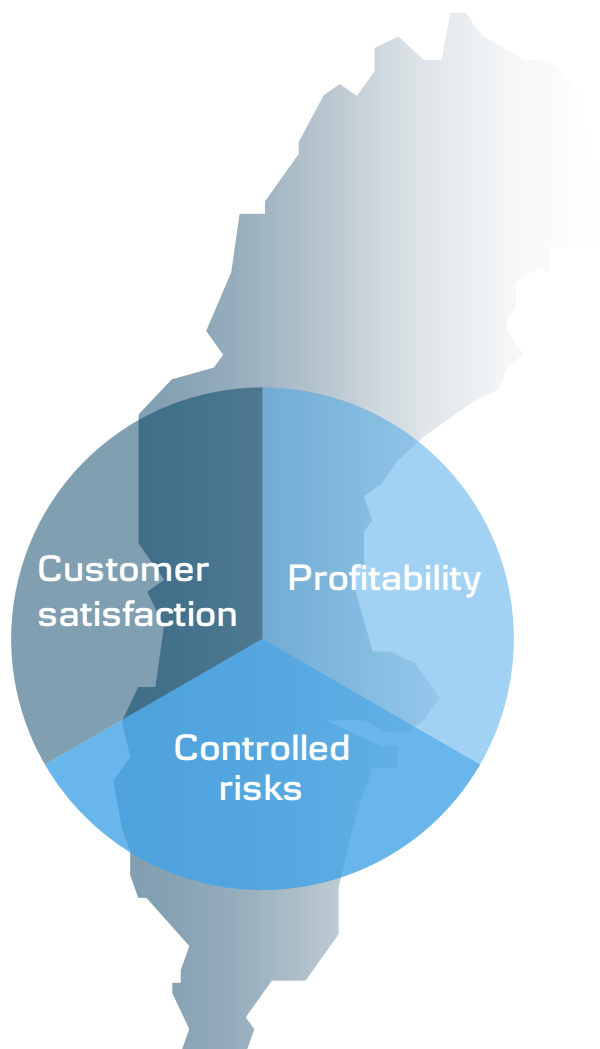 Customer
satisfaction
Profitability
Controlled
risks